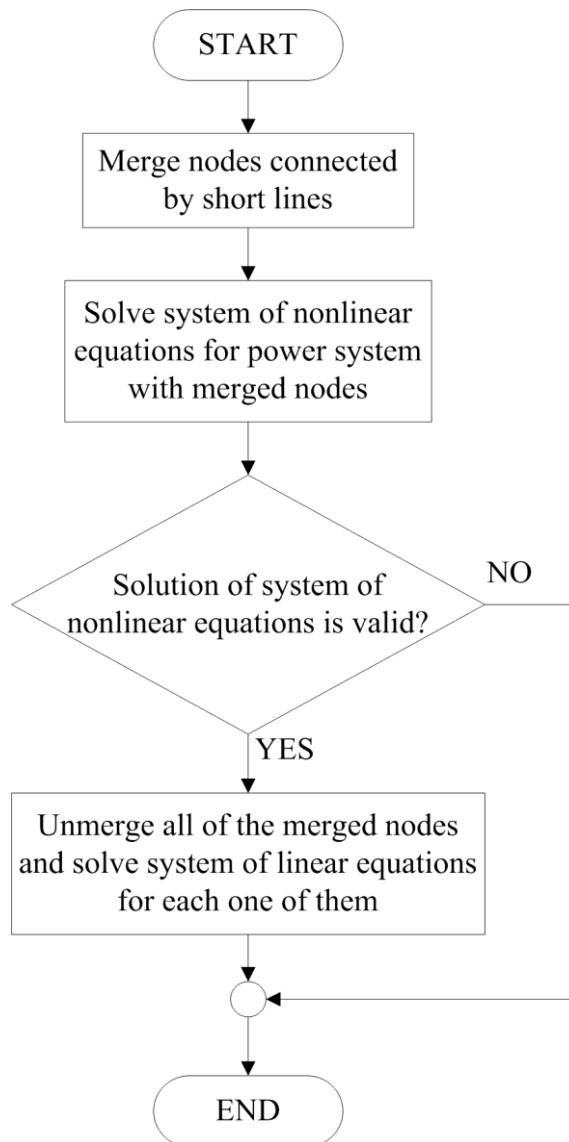 START
Merge nodes connected
by short lines
Solve system of nonlinear
equations for power system
with merged nodes
Solution of system of
nonlinear equations is valid?
NO
YES
Unmerge all of the merged nodes
and solve system of linear equations
for each one of them
END